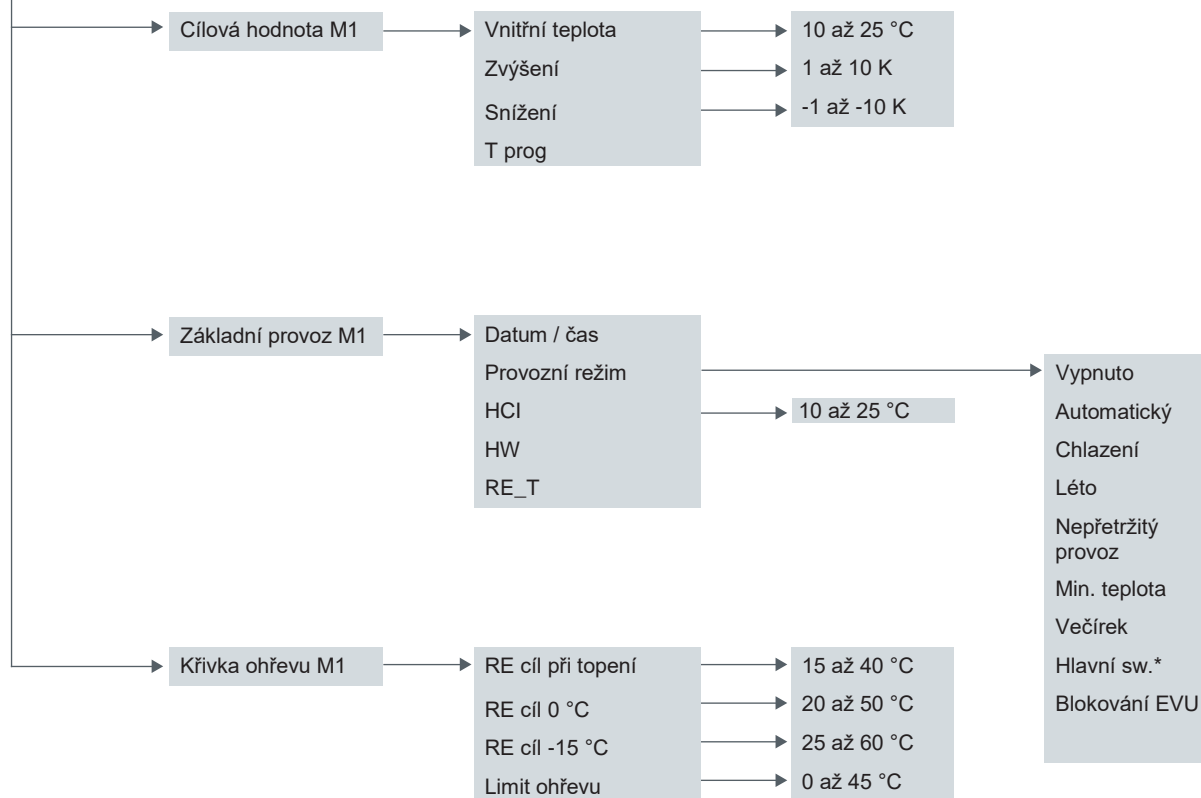 Cílová hodnota M1
Vnitřní teplota
10 až 25 °C
Zvýšení
1 až 10 K
Snížení
-1 až -10 K
T prog
Základní provoz M1
Datum / čas
Provozní režim
HCl
10 až 25 °C
HW
RE_T
Vypnuto
Automatický
Chlazení
Léto
Nepřetržitý
provoz
Min. teplota
Večírek
Hlavní sw.*
Blokování EVU
Křivka ohřevu M1
RE cíl při topení
15 až 40 °C
RE cíl 0 °C
20 až 50 °C
RE cíl -15 °C
25 až 60 °C
Limit ohřevu
0 až 45 °C